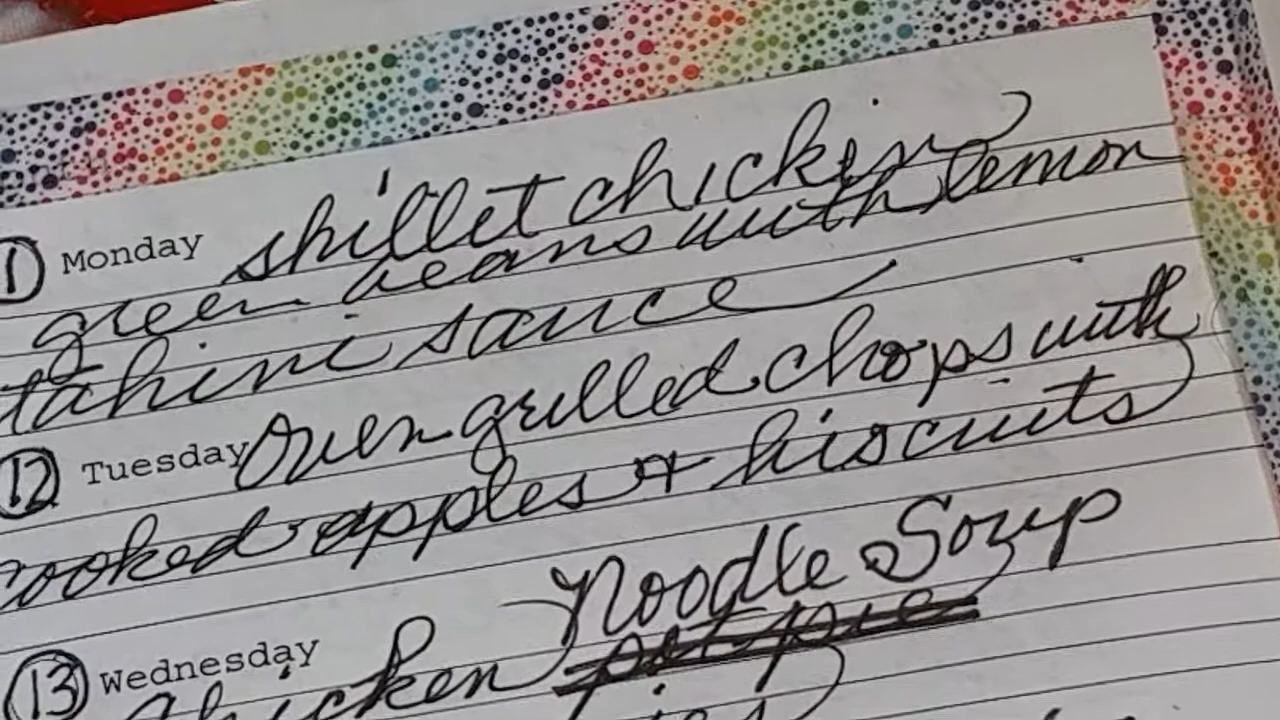 1 Monday skillet chicken
green beans with lemon
tahini sauce
12 Tuesday Oven grilled chops with
cooked apples + biscuits
Noodle Soup
13 Wednesday
Chicken pot pie